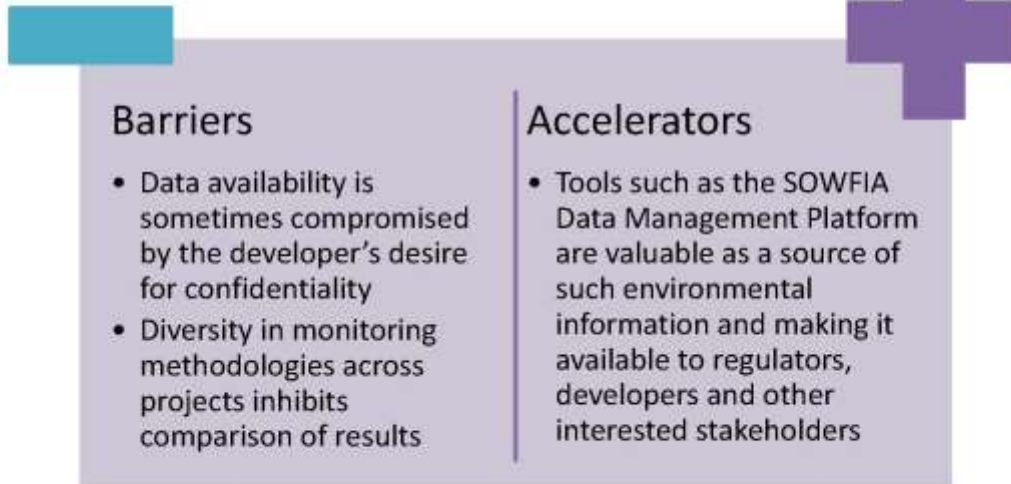 Barriers
• Data availability is
sometimes compromised
by the developer’s desire
for confidentiality
• Diversity in monitoring
methodologies across
projects inhibits
comparison of results
Accelerators
• Tools such as the SOWFIA
Data Management Platform
are valuable as a source of
such environmental
information and making it
available to regulators,
developers and other
interested stakeholders